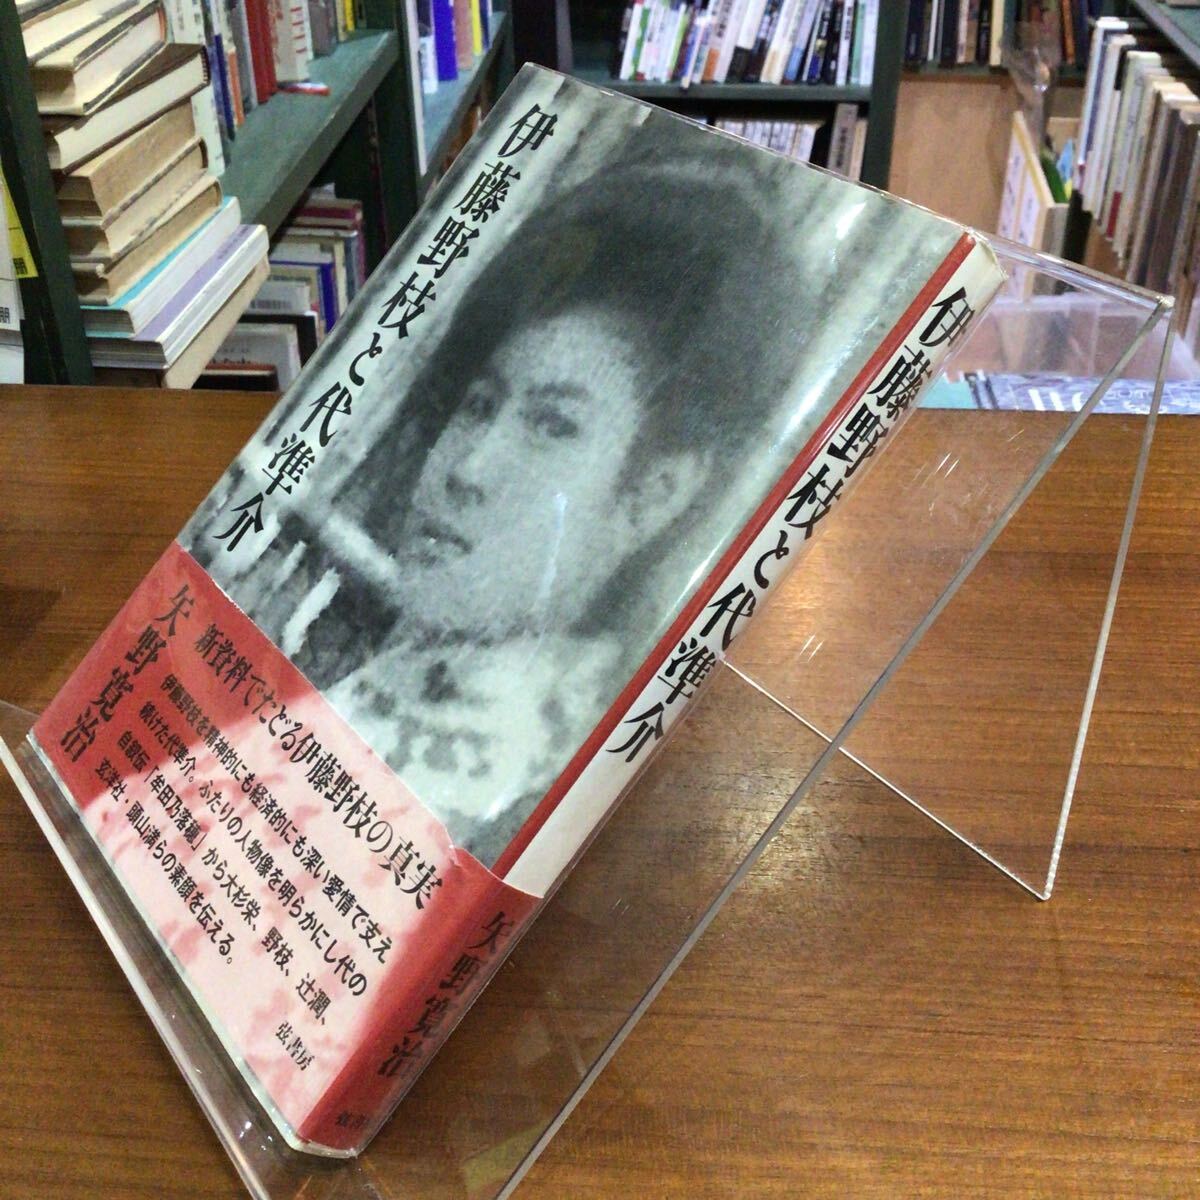 伊藤野枝と代準介
矢野寛治
新資料でたどる伊藤野枝の真実
伊藤野枝を精神的にも経済的にも深い愛情で支え
続けた代準介。ふたりの人物像を明らかにし代の
自叙伝「牟田乃落穂」から大杉栄、野枝、辻潤、
玄洋社・頭山満らの素顔を伝える。
弦書房
伊藤野枝と代準介
矢野寛治
弦書